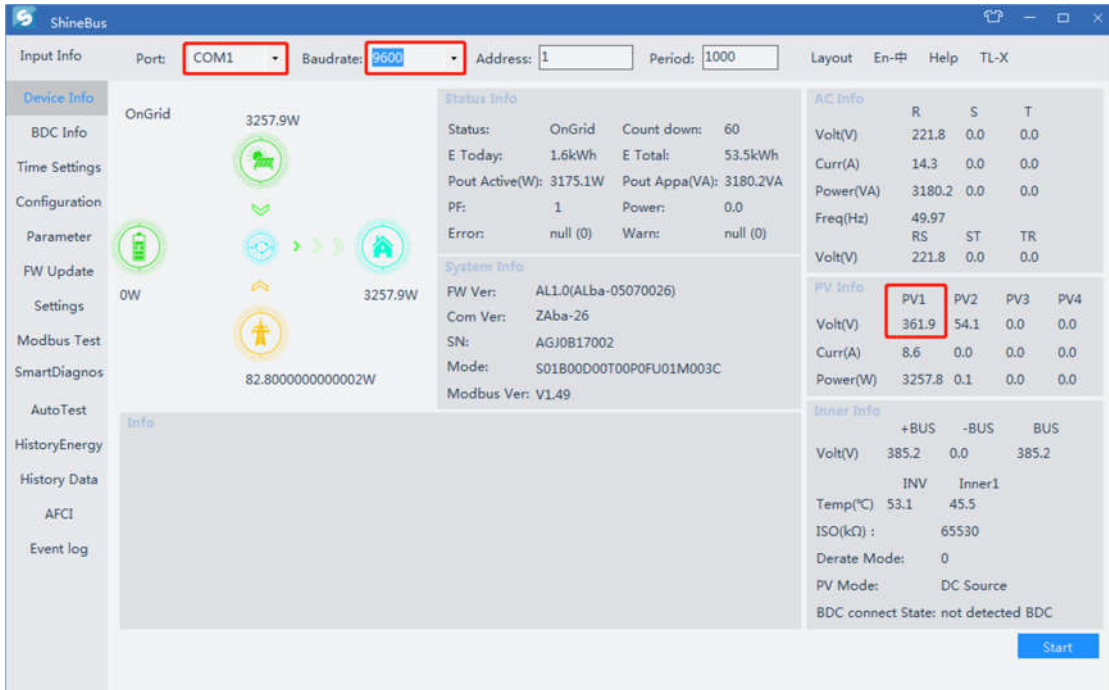 ShineBus
Input Info
Port: COM1 Baudrate: 9600 Address: 1 Period: 1000 Layout En-中 Help TL-X
Device Info
BDC Info
Time Settings
Configuration
Parameter
FW Update
Settings
Modbus Test
SmartDiagnos
AutoTest
HistoryEnergy
History Data
AFCI
Event log
OnGrid
3257.9W
0W
3257.9W
82.8000000000002W
Status Info
Status: OnGrid Count down: 60
E Today: 1.6kWh E Total: 53.5kWh
Pout Active(W): 3175.1W Pout Appa(VA): 3180.2VA
PF: 1 Power: 0.0
Error: null (0) Warn: null (0)
System Info
FW Ver: AL1.0(ALba-05070026)
Com Ver: ZAba-26
SN: AGJ0B17002
Mode: S01B00D00T00P0FU01M003C
Modbus Ver: V1.49
Info
AC Info
R S T
Volt(V) 221.8 0.0 0.0
Curr(A) 14.3 0.0 0.0
Power(VA) 3180.2 0.0 0.0
Freq(Hz) 49.97
RS ST TR
Volt(V) 221.8 0.0 0.0
PV Info
PV1 PV2 PV3 PV4
Volt(V) 361.9 54.1 0.0 0.0
Curr(A) 8.6 0.0 0.0 0.0
Power(W) 3257.8 0.1 0.0 0.0
Inner Info
+BUS -BUS BUS
Volt(V) 385.2 0.0 385.2
INV Inner1
Temp(℃) 53.1 45.5
ISO(kΩ) : 65530
Derate Mode: 0
PV Mode: DC Source
BDC connect State: not detected BDC
Start